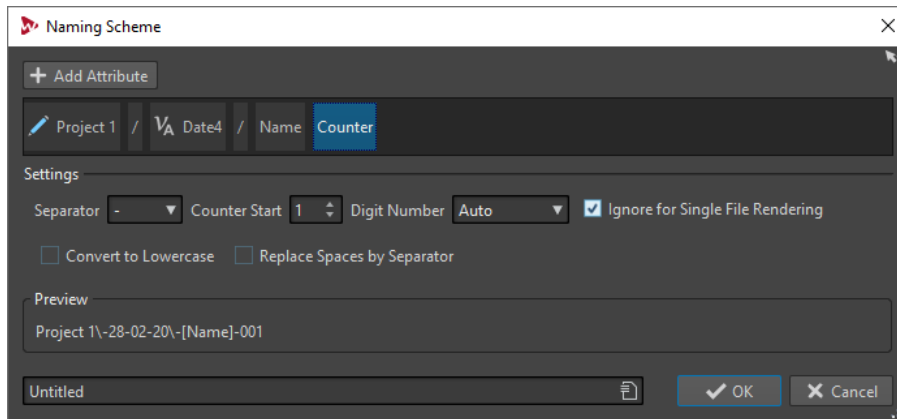 Naming Scheme
Add Attribute
Project 1 / VA Date4 / Name Counter
Settings
Separator - Counter Start 1 Digit Number Auto Ignore for Single File Rendering
Convert to Lowercase Replace Spaces by Separator
Preview
Project 1\-28-02-20\-[Name]-001
Untitled OK Cancel